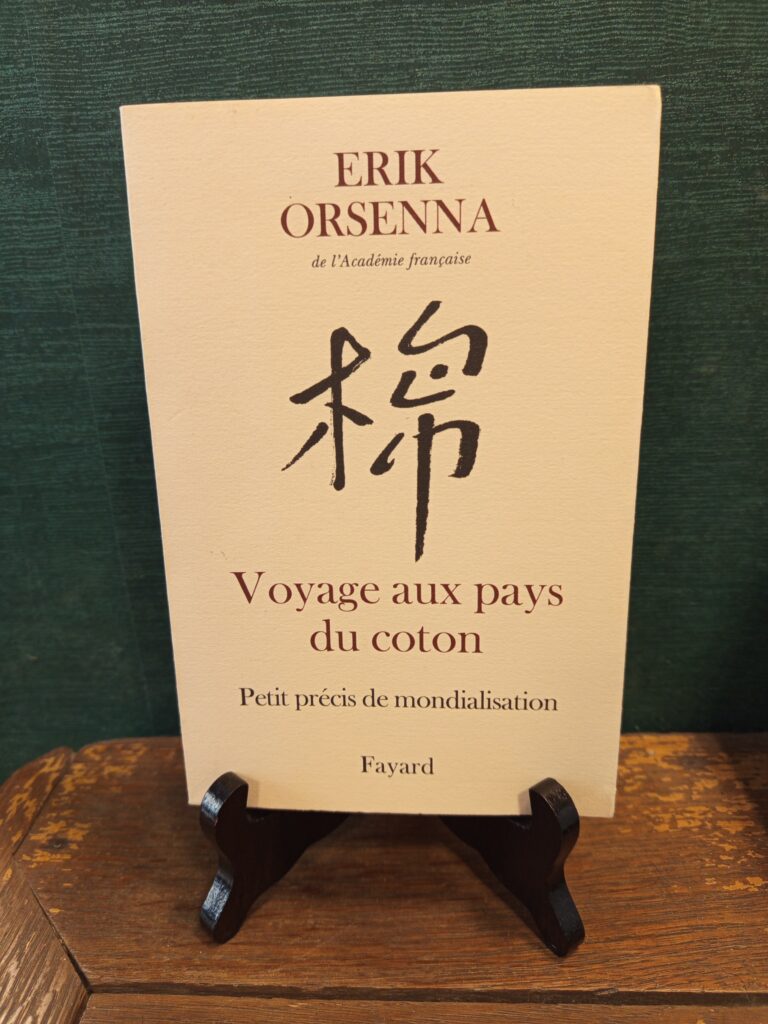 ERIK
ORSENNA
de l'Académie française
棉
Voyage aux pays
du coton
Petit précis de mondialisation
Fayard